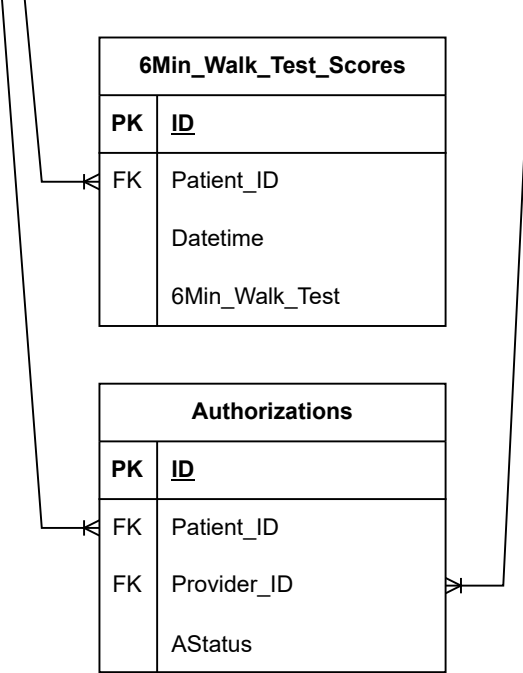 6Min_Walk_Test_Scores
PK ID
FK Patient_ID
Datetime
6Min_Walk_Test
Authorizations
PK ID
FK Patient_ID
FK Provider_ID
AStatus